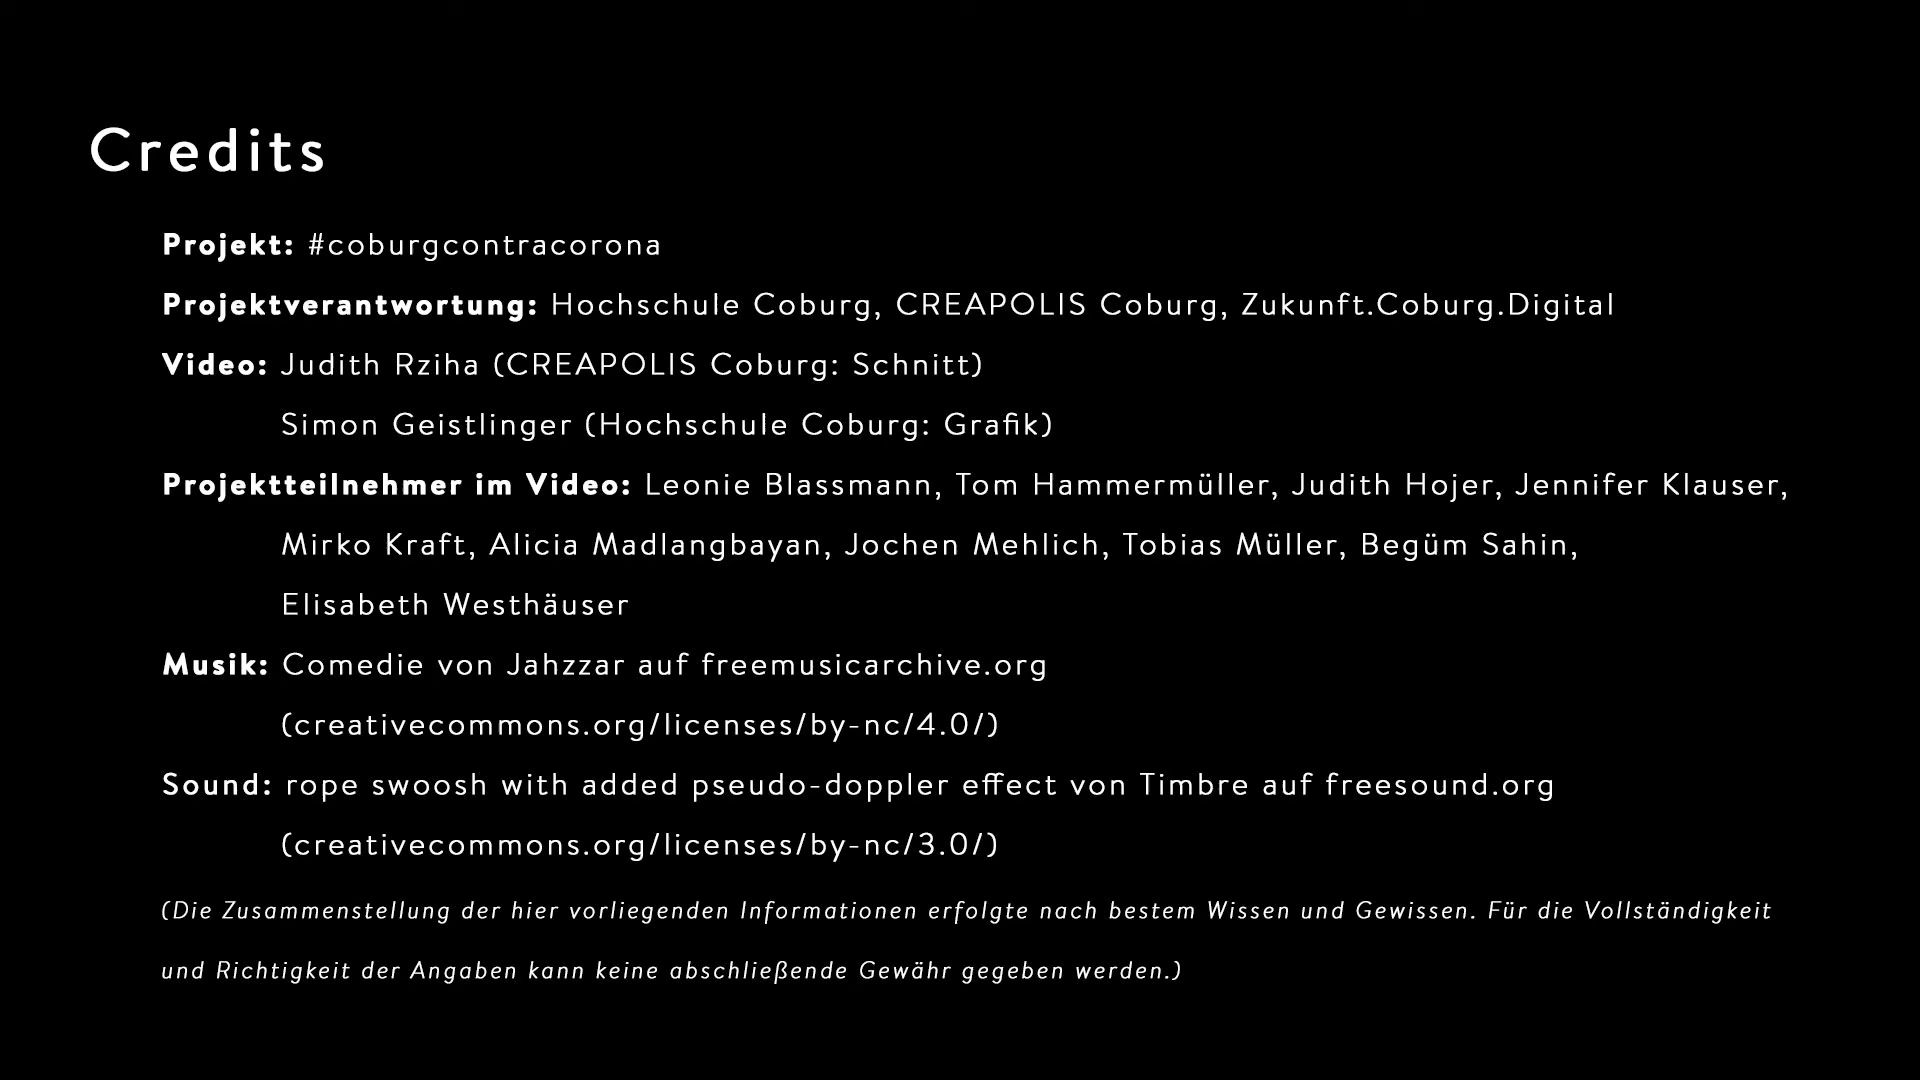 Credits
Projekt: #coburgcontracorona
Projektverantwortung: Hochschule Coburg, CREAPOLIS Coburg, Zukunft.Coburg.Digital
Video: Judith Rziha (CREAPOLIS Coburg: Schnitt)
Simon Geistlinger (Hochschule Coburg: Grafik)
Projektteilnehmer im Video: Leonie Blassmann, Tom Hammermüller, Judith Hojer, Jennifer Klauser,
Mirko Kraft, Alicia Madlangbayan, Jochen Mehlich, Tobias Müller, Begüm Sahin,
Elisabeth Westhäuser
Musik: Comedie von Jahzzar auf freemusicarchive.org
(creativecommons.org/licenses/by-nc/4.0/)
Sound: rope swoosh with added pseudo-doppler effect von Timbre auf freesound.org
(creativecommons.org/licenses/by-nc/3.0/)
(Die Zusammenstellung der hier vorliegenden Informationen erfolgte nach bestem Wissen und Gewissen. Für die Vollständigkeit
und Richtigkeit der Angaben kann keine abschließende Gewähr gegeben werden.)